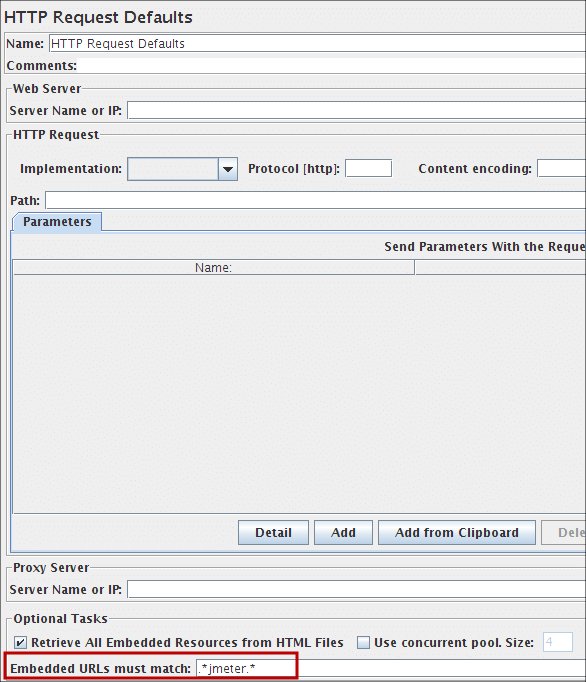 HTTP Request Defaults
Name: HTTP Request Defaults
Comments:
Web Server
Server Name or IP:
HTTP Request
Implementation: Protocol [http]: Content encoding:
Path:
Parameters
Send Parameters With the Reque
Name:
Detail Add Add from Clipboard Dele
Proxy Server
Server Name or IP:
Optional Tasks
Retrieve All Embedded Resources from HTML Files Use concurrent pool. Size: 4
Embedded URLs must match: .*jmeter.*